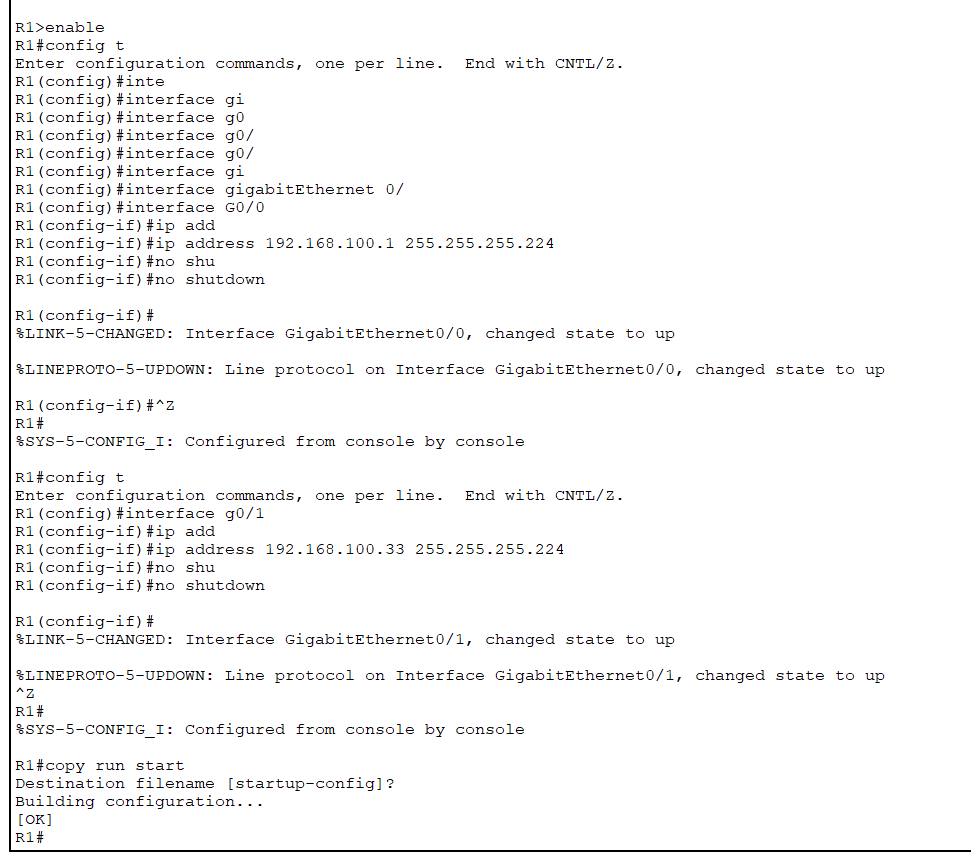 R1>enable
R1#config t
Enter configuration commands, one per line.  End with CNTL/Z.
R1(config)#inte
R1(config)#interface gi
R1(config)#interface g0
R1(config)#interface g0/
R1(config)#interface g0/
R1(config)#interface gi
R1(config)#interface gigabitEthernet 0/
R1(config)#interface G0/0
R1(config-if)#ip add
R1(config-if)#ip address 192.168.100.1 255.255.255.224
R1(config-if)#no shu
R1(config-if)#no shutdown
R1(config-if)#
%LINK-5-CHANGED: Interface GigabitEthernet0/0, changed state to up
%LINEPROTO-5-UPDOWN: Line protocol on Interface GigabitEthernet0/0, changed state to up
R1(config-if)#^Z
R1#
%SYS-5-CONFIG_I: Configured from console by console
R1#config t
Enter configuration commands, one per line.  End with CNTL/Z.
R1(config)#interface g0/1
R1(config-if)#ip add
R1(config-if)#ip address 192.168.100.33 255.255.255.224
R1(config-if)#no shu
R1(config-if)#no shutdown
R1(config-if)#
%LINK-5-CHANGED: Interface GigabitEthernet0/1, changed state to up
%LINEPROTO-5-UPDOWN: Line protocol on Interface GigabitEthernet0/1, changed state to up
^Z
R1#
%SYS-5-CONFIG_I: Configured from console by console
R1#copy run start
Destination filename [startup-config]?
Building configuration...
[OK]
R1#